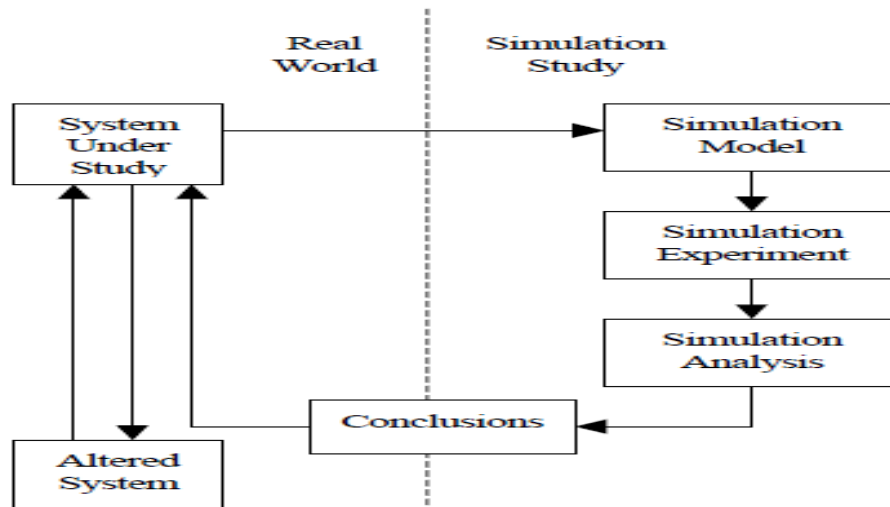 Real
World
Simulation
Study
System
Under
Study
Simulation
Model
Simulation
Experiment
Simulation
Analysis
Conclusions
Altered
System